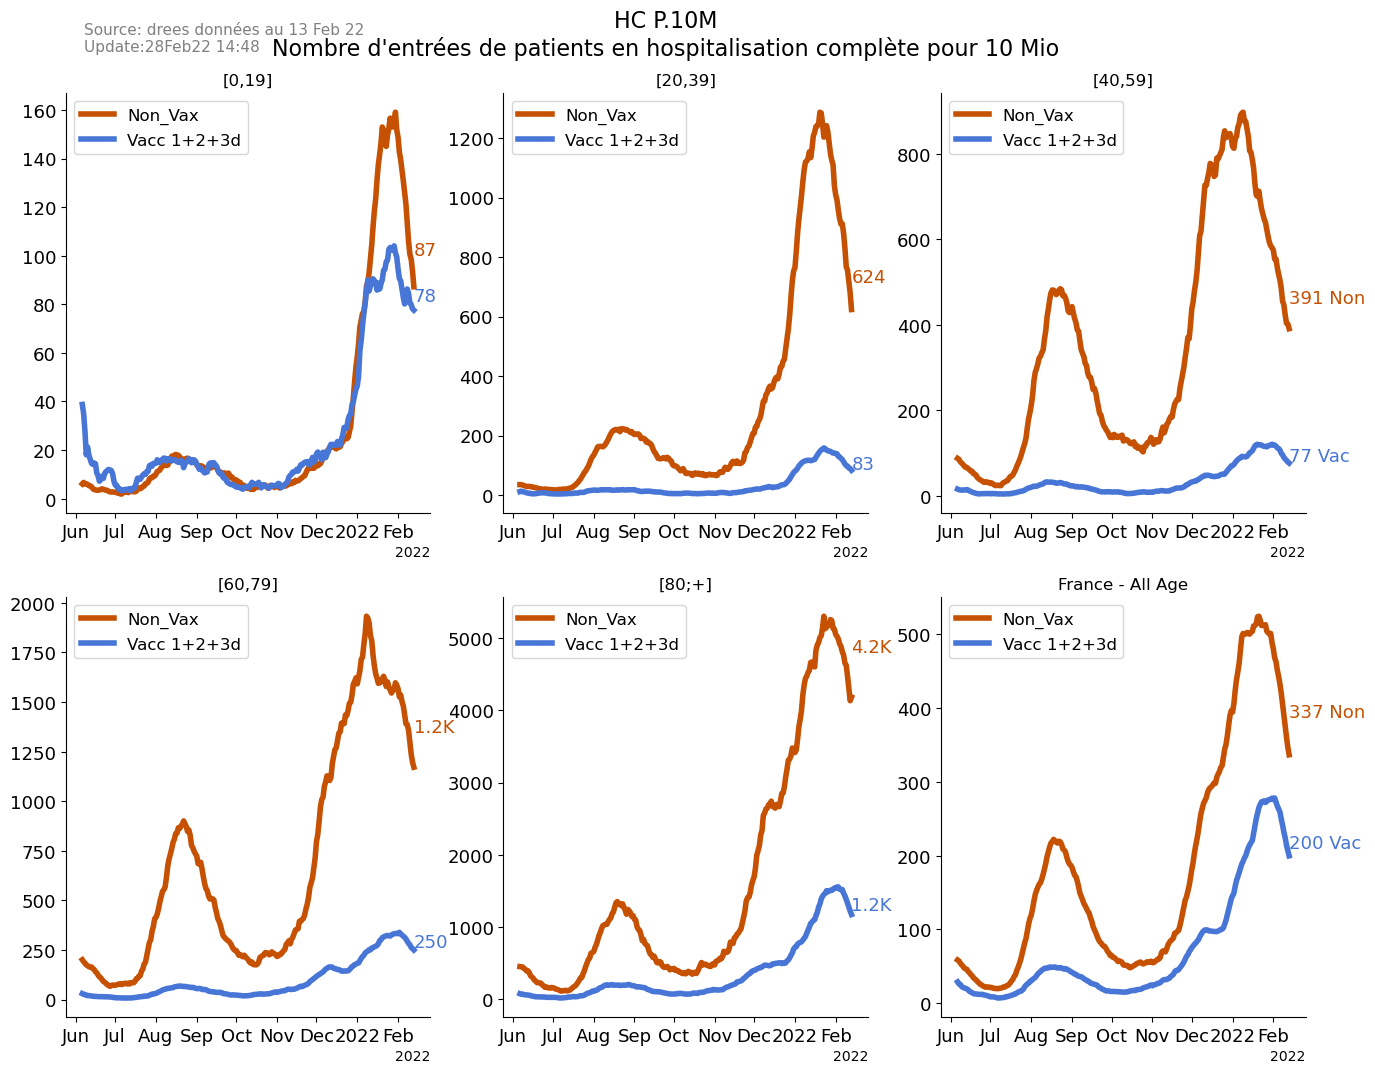 HC P.10M
Source: drees données au 13 Feb 22
Update:28Feb22 14:48
Nombre d'entrées de patients en hospitalisation complète pour 10 Mio
[0,19]
Non_Vax
Vacc 1+2+3d
160
140
120
100
80
60
40
20
0
87
78
Jun Jul Aug Sep Oct Nov Dec 2022 Feb
2022
[20,39]
Non_Vax
Vacc 1+2+3d
1200
1000
800
600
400
200
0
624
83
Jun Jul Aug Sep Oct Nov Dec 2022 Feb
2022
[40,59]
Non_Vax
Vacc 1+2+3d
800
600
400
200
0
391 Non
77 Vac
Jun Jul Aug Sep Oct Nov Dec 2022 Feb
2022
[60,79]
Non_Vax
Vacc 1+2+3d
2000
1750
1500
1250
1000
750
500
250
0
1.2K
250
Jun Jul Aug Sep Oct Nov Dec 2022 Feb
2022
[80;+]
Non_Vax
Vacc 1+2+3d
5000
4000
3000
2000
1000
0
4.2K
1.2K
Jun Jul Aug Sep Oct Nov Dec 2022 Feb
2022
France - All Age
Non_Vax
Vacc 1+2+3d
500
400
300
200
100
0
337 Non
200 Vac
Jun Jul Aug Sep Oct Nov Dec 2022 Feb
2022